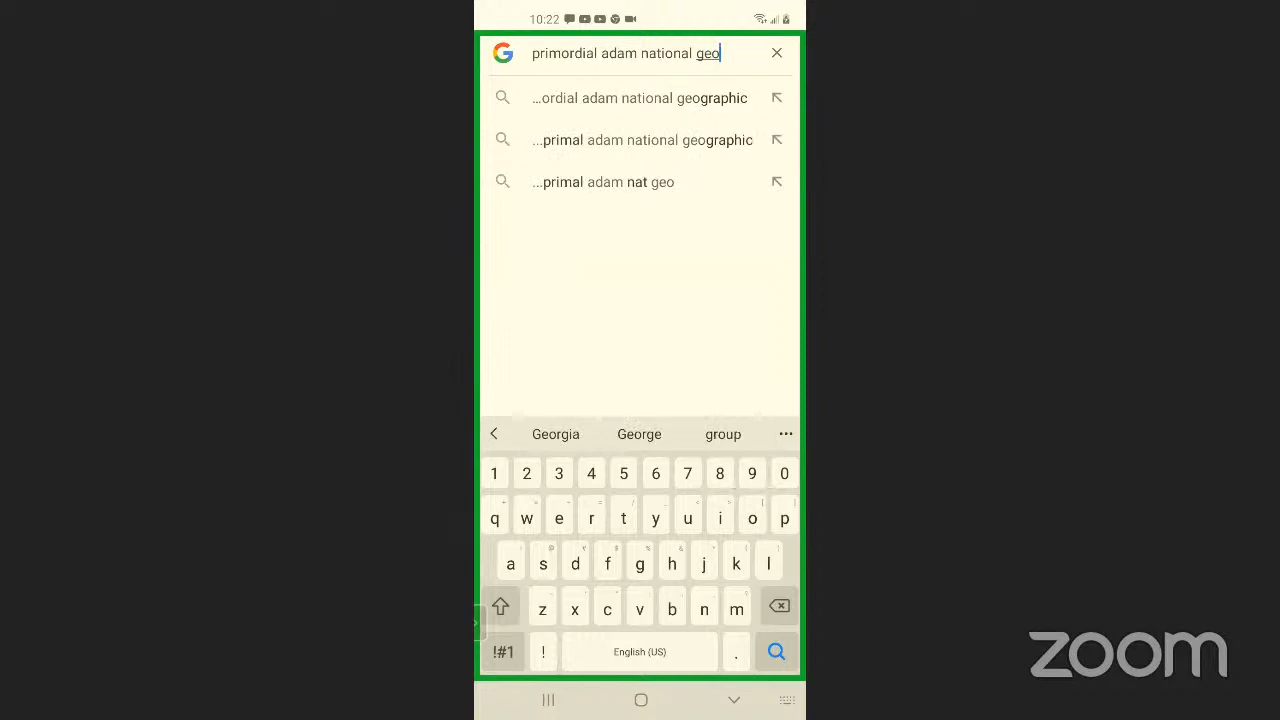 10:22
primordial adam national geo
...ordial adam national geographic
...primal adam national geographic
...primal adam nat geo
Georgia George group
1 2 3 4 5 6 7 8 9 0
q w e r t y u i o p
a s d f g h j k l
z x c v b n m
!#1 ! English (US) .
zoom